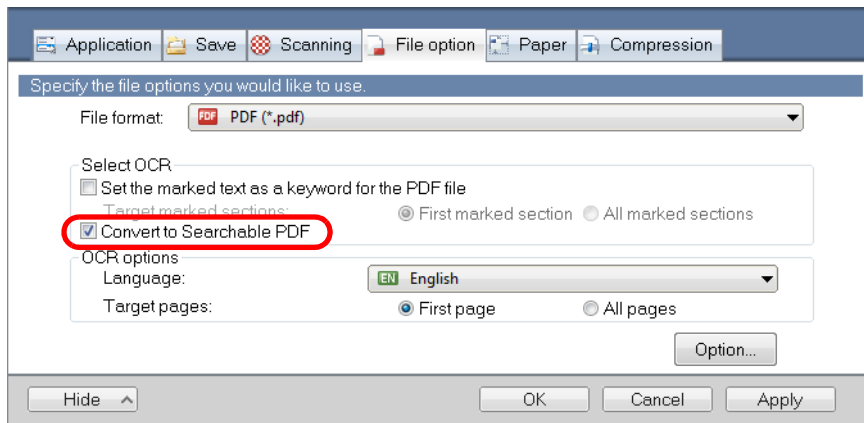 Application Save Scanning File option Paper Compression
Specify the file options you would like to use.
File format: PDF PDF (*.pdf)
Select OCR
Set the marked text as a keyword for the PDF file
Target marked sections: First marked section All marked sections
Convert to Searchable PDF
OCR options
Language: EN English
Target pages: First page All pages
Option...
Hide OK Cancel Apply